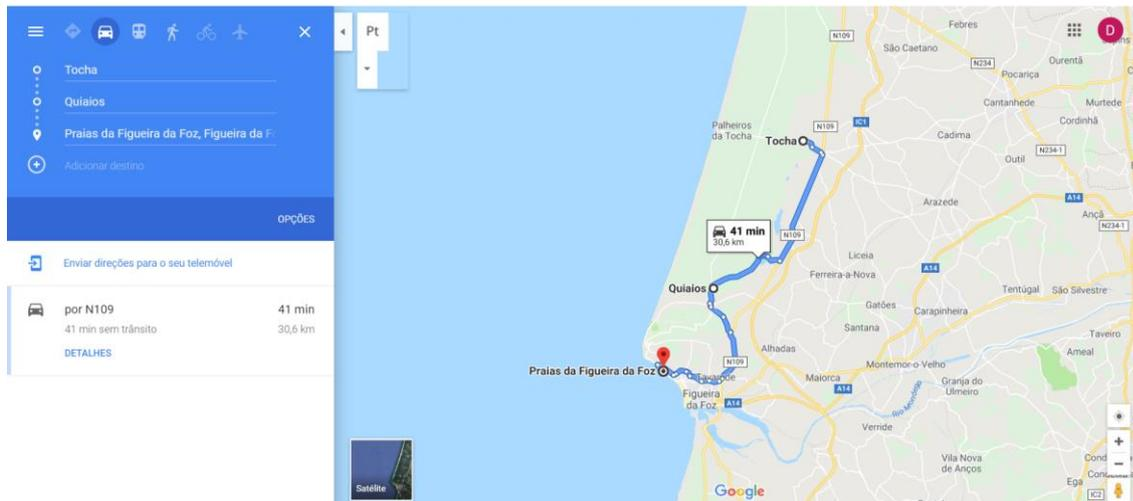 Tocha
Quiaios
Praias da Figueira da Foz, Figueira da F
Adicionar destino
OPÇÕES
Enviar direções para o seu telemóvel
por N109
41 min
41 min sem trânsito
30,6 km
DETALHES
Pt
Satélite
D
N109
Febres
São Caetano
N234
Ourentã
Pocariça
Cantanhede
Murtede
Cordinhã
Palheiros
da Tocha
N109
IC1
Tocha
Cadima
N234-1
Outil
Arazede
A14
Ançã
N234-1
41 min
30,6 km
N109
Liceia
Ferreira-a-Nova
A14
Quiaios
Tentúgal
São Silvestre
Gatões
Carapinheira
Santana
Taveiro
Alhadas
Ameal
N109
Montemor-o-Velho
Praias da Figueira da Foz
Tavarede
Maiorca
Granja do
Ulmeiro
A14
Figueira
da Foz
A14
Rio Mondego
Verride
Vila Nova
de Anços
Ega
IC2
Google